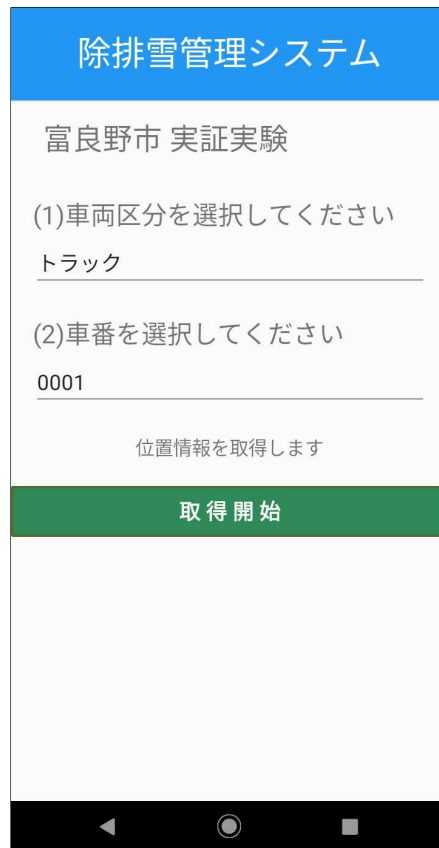 除排雪管理システム
富良野市 実証実験
(1)車両区分を選択してください
トラック
(2)車番を選択してください
0001
位置情報を取得します
取得開始